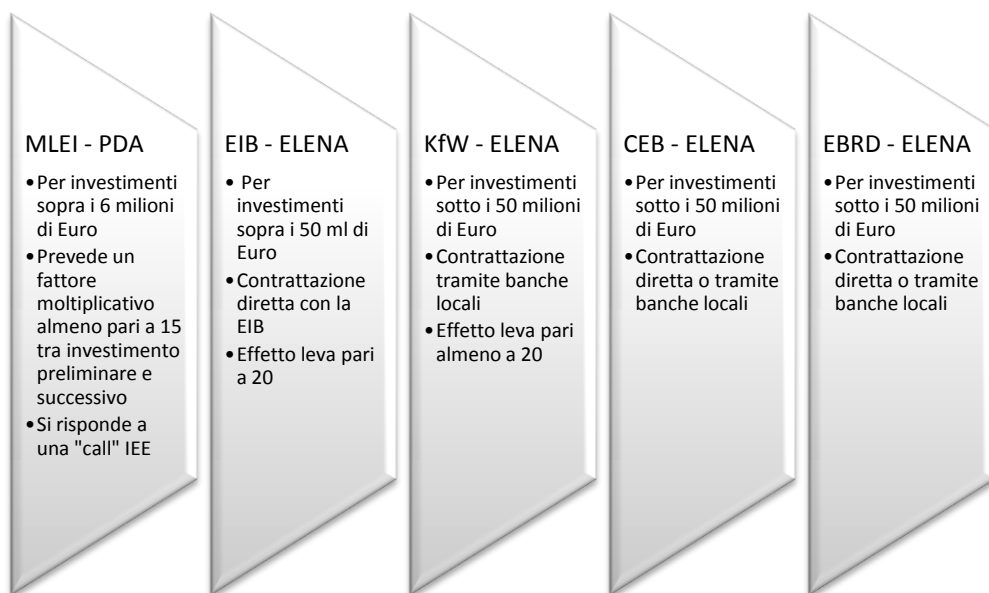 MLEI - PDA
•Per investimenti
sopra i 6 milioni
di Euro
•Prevede un
fattore
moltiplicativo
almeno pari a 15
tra investimento
preliminare e
successivo
•Si risponde a
una "call" IEE
EIB - ELENA
• Per
investimenti
sopra i 50 ml di
Euro
•Contrattazione
diretta con la
EIB
•Effetto leva pari
a 20
KfW - ELENA
•Per investimenti
sotto i 50 milioni
di Euro
•Contrattazione
tramite banche
locali
•Effetto leva pari
almeno a 20
CEB - ELENA
•Per investimenti
sotto i 50 milioni
di Euro
•Contrattazione
diretta o tramite
banche locali
EBRD - ELENA
•Per investimenti
sotto i 50 milioni
di Euro
•Contrattazione
diretta o tramite
banche locali